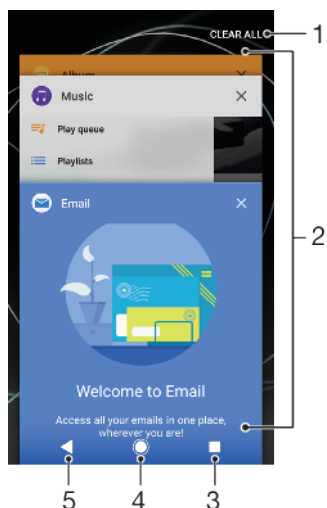 CLEAR ALL
1
Album
Music
Play queue
Playlists
2
Email
Welcome to Email
Access all your emails in one place,
wherever you are!
5
4
3